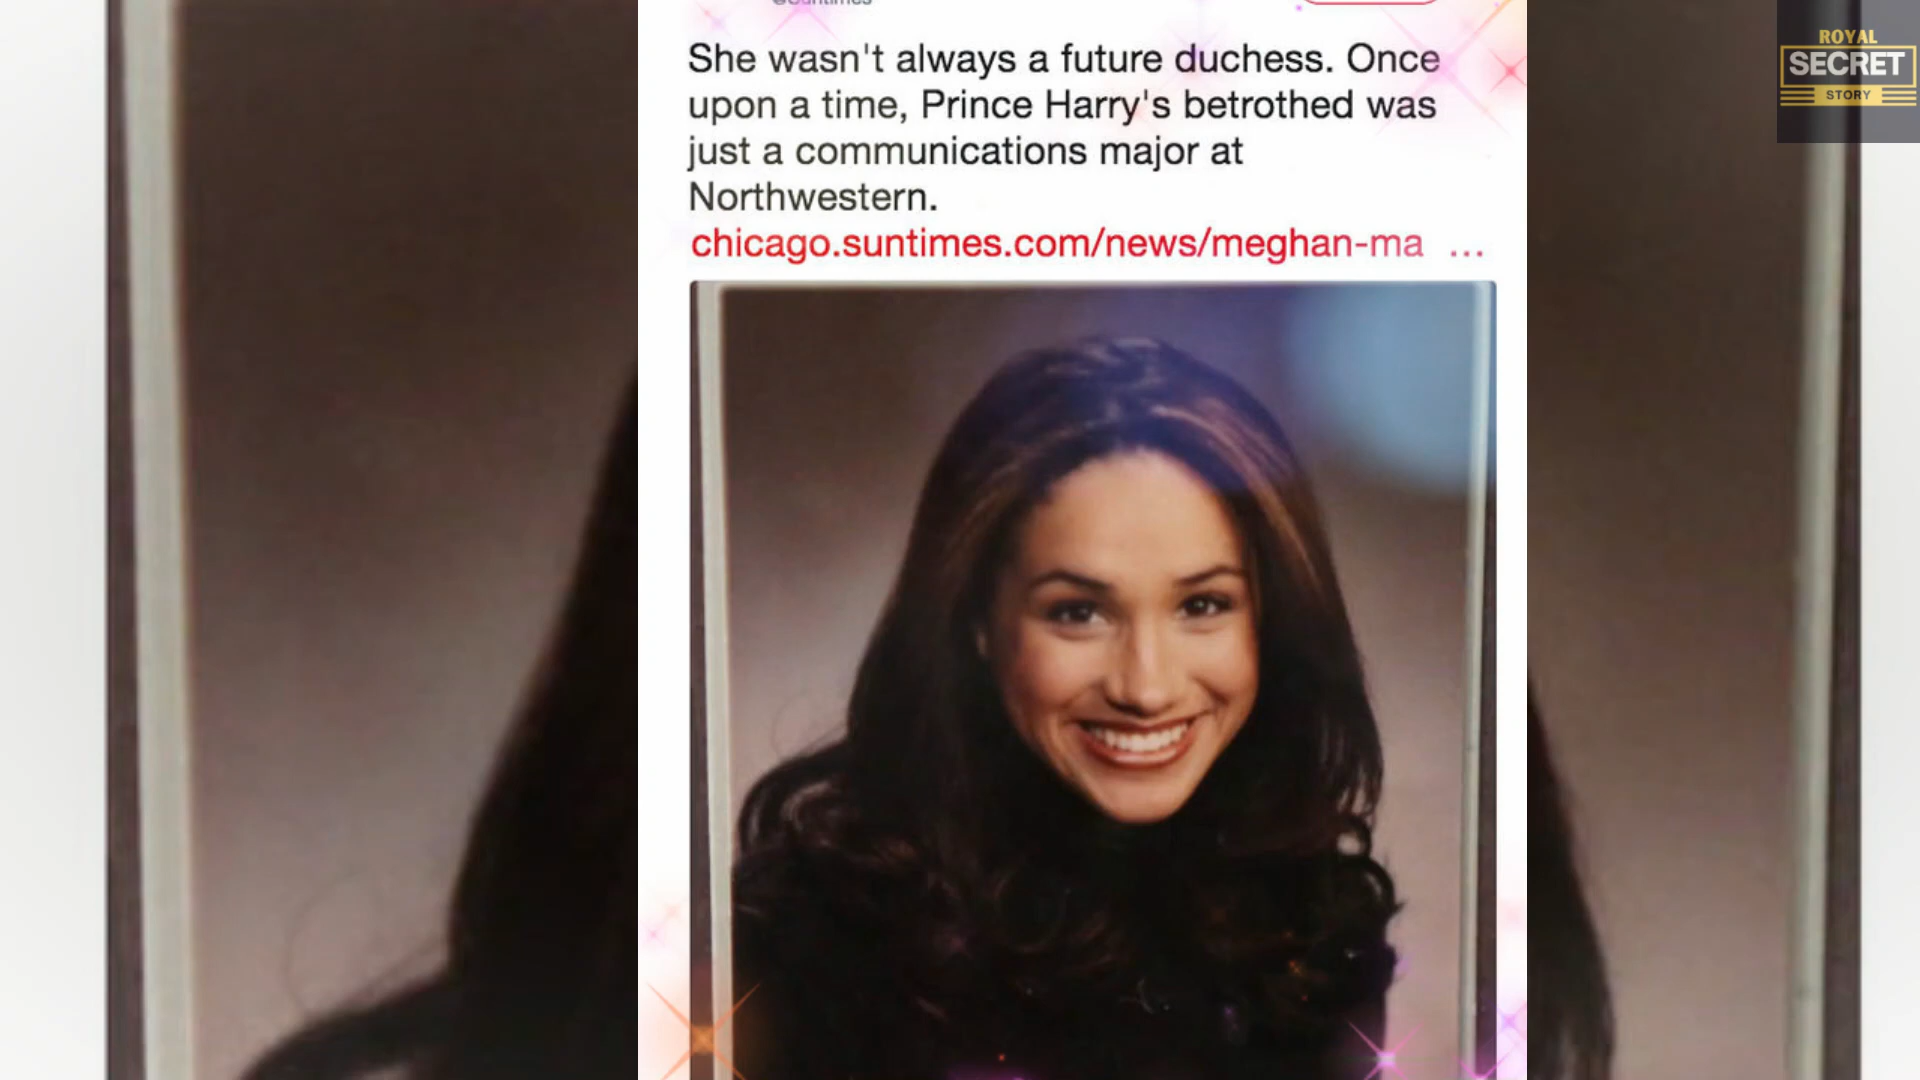 She wasn't always a future duchess. Once
upon a time, Prince Harry's betrothed was
just a communications major at
Northwestern.
chicago.suntimes.com/news/meghan-ma ...
ROYAL
SECRET
STORY